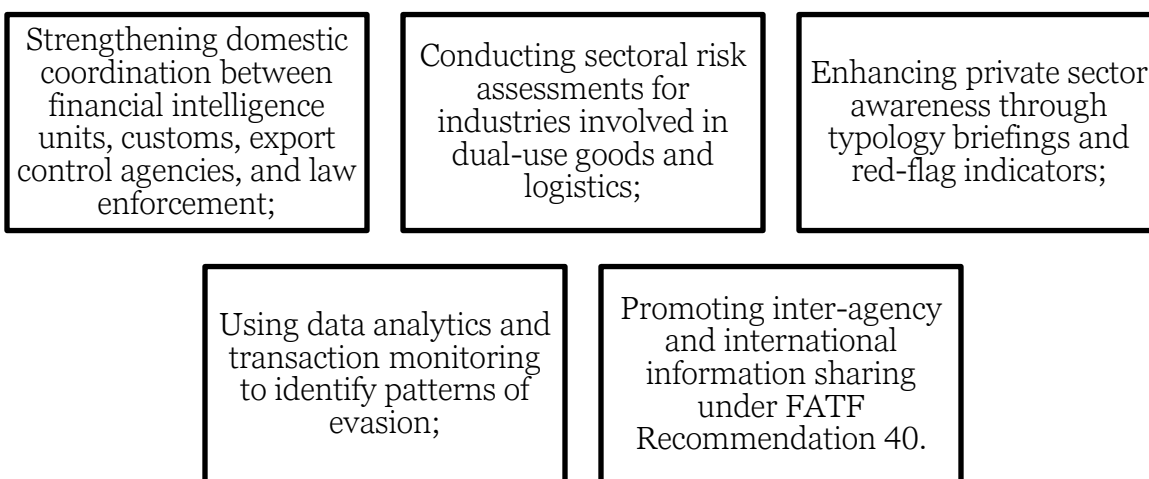 Strengthening domestic
coordination between
financial intelligence
units, customs, export
control agencies, and law
enforcement;
Conducting sectoral risk
assessments for
industries involved in
dual-use goods and
logistics;
Enhancing private sector
awareness through
typology briefings and
red-flag indicators;
Using data analytics and
transaction monitoring
to identify patterns of
evasion;
Promoting inter-agency
and international
information sharing
under FATF
Recommendation 40.